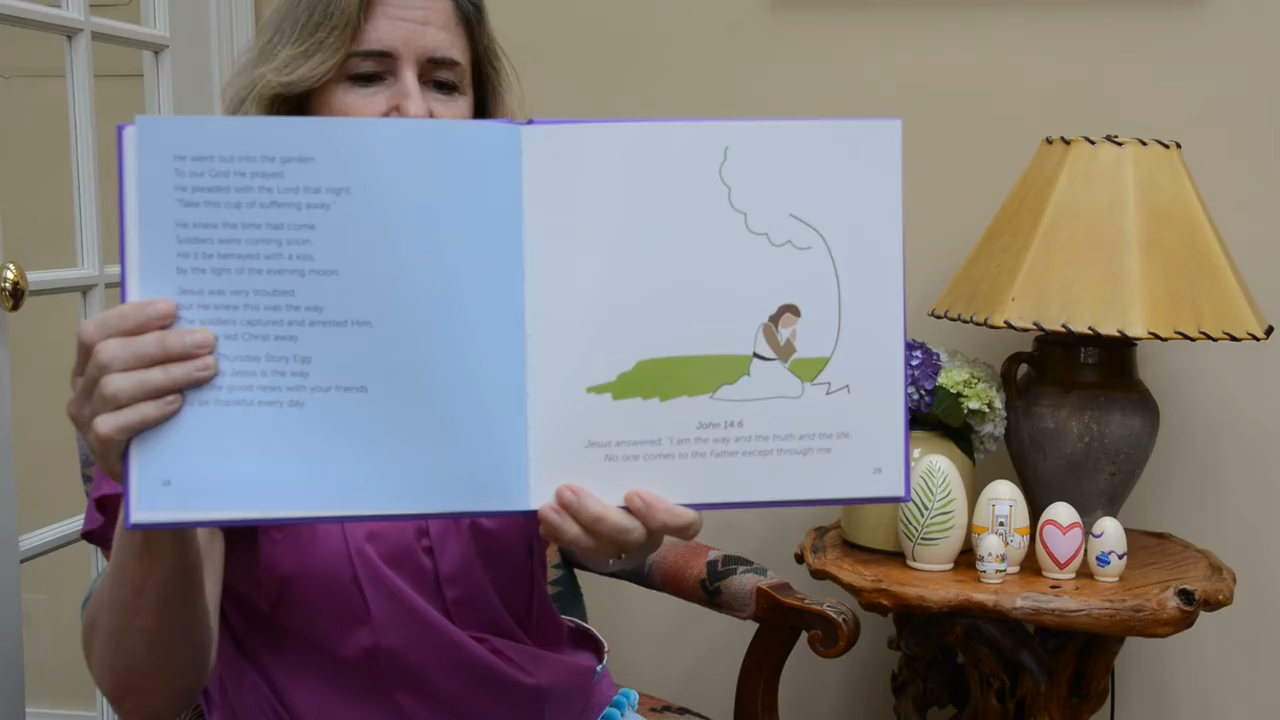 He went out into the garden.
To our God He prayed.
He pleaded with the Lord that night,
"Take this cup of suffering away."
He knew the time had come.
Soldiers were coming soon.
He'd be betrayed with a kiss,
by the light of the evening moon.
Jesus was very troubled,
but He knew this was the way.
The soldiers captured and arrested Him,
led Christ away.
Thursday Story Egg
Jesus is the way.
good news with your friends
be thankful every day.
28
John 14:6
Jesus answered, "I am the way and the truth and the life.
No one comes to the Father except through me.
29